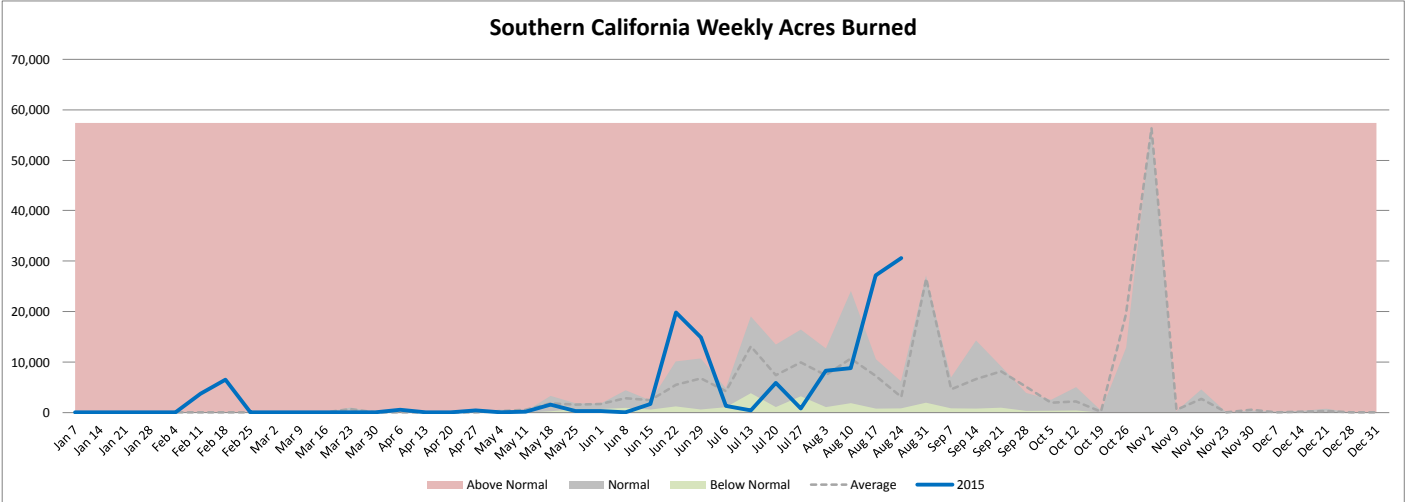 Southern California Weekly Acres Burned
70,000
60,000
50,000
40,000
30,000
20,000
10,000
0
Jan 7
Jan 14
Jan 21
Jan 28
Feb 4
Feb 11
Feb 18
Feb 25
Mar 2
Mar 9
Mar 16
Mar 23
Mar 30
Apr 6
Apr 13
Apr 20
Apr 27
May 4
May 11
May 18
May 25
Jun 1
Jun 8
Jun 15
Jun 22
Jun 29
Jul 6
Jul 13
Jul 20
Jul 27
Aug 3
Aug 10
Aug 17
Aug 24
Aug 31
Sep 7
Sep 14
Sep 21
Sep 28
Oct 5
Oct 12
Oct 19
Oct 26
Nov 2
Nov 9
Nov 16
Nov 23
Nov 30
Dec 7
Dec 14
Dec 21
Dec 28
Dec 31
Above Normal
Normal
Below Normal
Average
2015